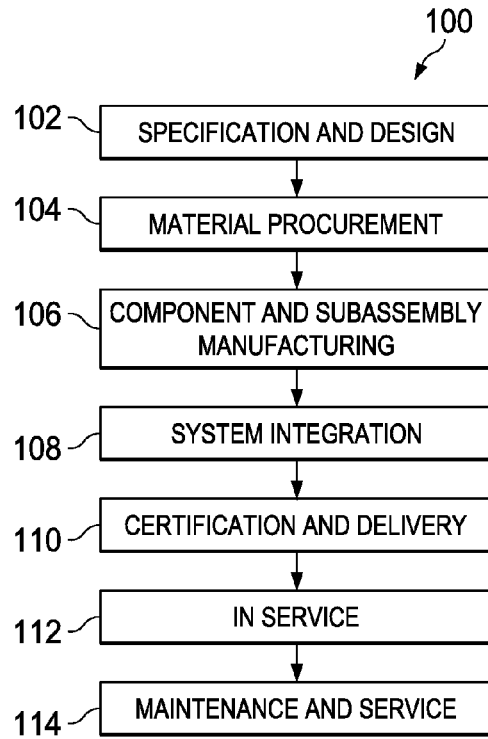 100
102
SPECIFICATION AND DESIGN
104
MATERIAL PROCUREMENT
106
COMPONENT AND SUBASSEMBLY
MANUFACTURING
108
SYSTEM INTEGRATION
110
CERTIFICATION AND DELIVERY
112
IN SERVICE
114
MAINTENANCE AND SERVICE